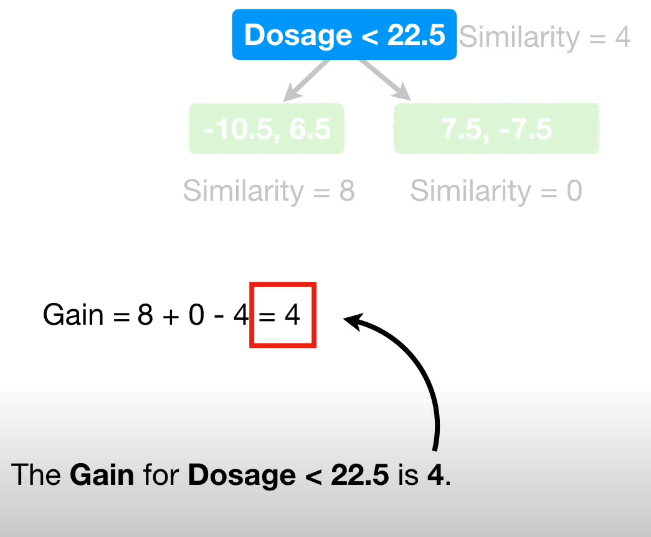 Dosage < 22.5 Similarity = 4
-10.5, 6.5 7.5, -7.5
Similarity = 8 Similarity = 0
Gain = 8 + 0 - 4 = 4
The Gain for Dosage < 22.5 is 4.